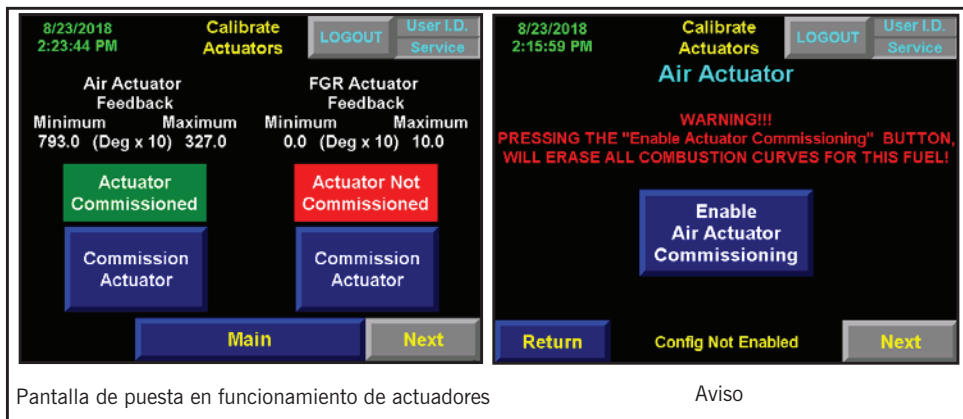 8/23/2018
2:23:44 PM
Calibrate
Actuators
LOGOUT
User I.D.
Service
Air Actuator
Feedback
FGR Actuator
Feedback
Minimum Maximum
Minimum Maximum
793.0 (Deg x 10) 327.0
0.0 (Deg x 10) 10.0
Actuator
Commissioned
Actuator Not
Commissioned
Commission
Actuator
Commission
Actuator
Main
Next
Pantalla de puesta en funcionamiento de actuadores
8/23/2018
2:15:59 PM
Calibrate
Actuators
LOGOUT
User I.D.
Service
Air Actuator
WARNING!!!
PRESSING THE "Enable Actuator Commissioning" BUTTON,
WILL ERASE ALL COMBUSTION CURVES FOR THIS FUEL!
Enable
Air Actuator
Commissioning
Return
Config Not Enabled
Next
Aviso